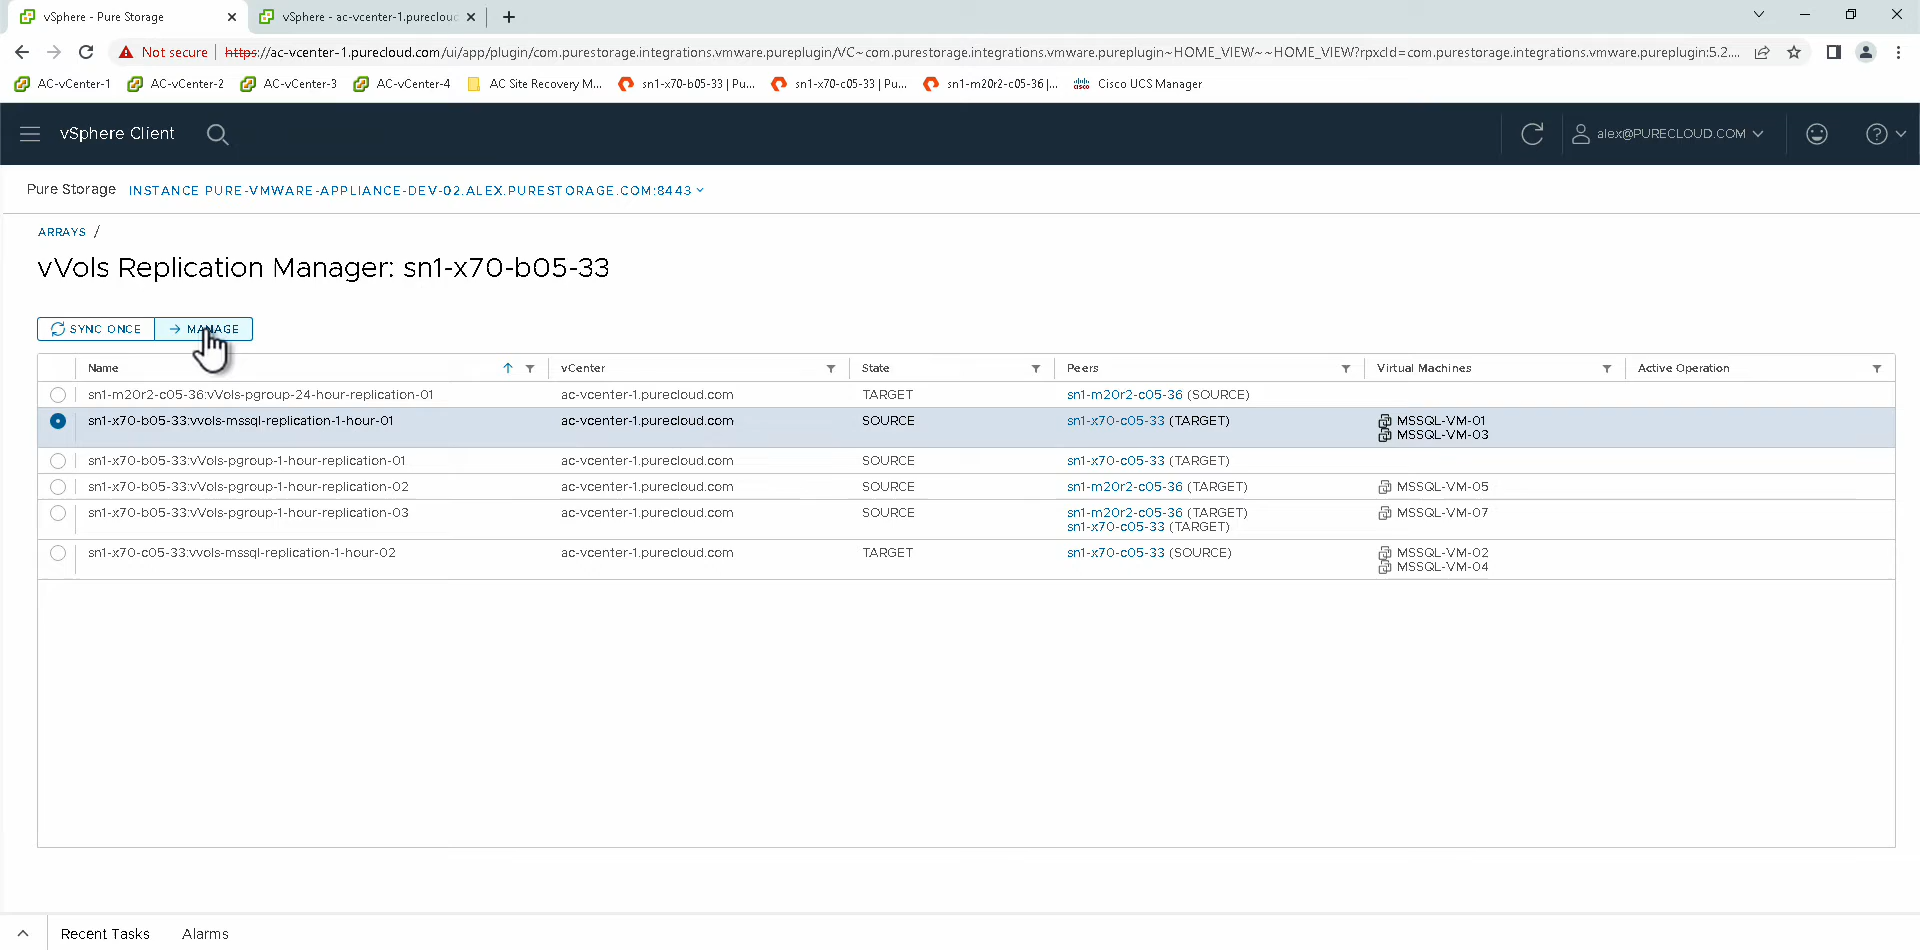 vSphere - Pure Storage
vSphere - ac-vcenter-1.purecloud
Not secure
https://ac-vcenter-1.purecloud.com/ui/app/plugin/com.purestorage.integrations.vmware.pureplugin/VC~com.purestorage.integrations.vmware.pureplugin~HOME_VIEW~~HOME_VIEW?rpxcId=com.purestorage.integrations.vmware.pureplugin:5.2....
AC-vCenter-1 AC-vCenter-2 AC-vCenter-3 AC-vCenter-4 AC Site Recovery M... sn1-x70-b05-33 | Pu... sn1-x70-c05-33 | Pu... sn1-m20r2-c05-36 |... cisco Cisco UCS Manager
vSphere Client
alex@PURECLOUD.COM
Pure Storage INSTANCE PURE-VMWARE-APPLIANCE-DEV-02.ALEX.PURESTORAGE.COM:8443
ARRAYS /
vVols Replication Manager: sn1-x70-b05-33
SYNC ONCE MANAGE
Name vCenter State Peers Virtual Machines Active Operation
sn1-m20r2-c05-36:vVols-pgroup-24-hour-replication-01 ac-vcenter-1.purecloud.com TARGET sn1-m20r2-c05-36 (SOURCE)
sn1-x70-b05-33:vvols-mssql-replication-1-hour-01 ac-vcenter-1.purecloud.com SOURCE sn1-x70-c05-33 (TARGET) MSSQL-VM-01
MSSQL-VM-03
sn1-x70-b05-33:vVols-pgroup-1-hour-replication-01 ac-vcenter-1.purecloud.com SOURCE sn1-x70-c05-33 (TARGET)
sn1-x70-b05-33:vVols-pgroup-1-hour-replication-02 ac-vcenter-1.purecloud.com SOURCE sn1-m20r2-c05-36 (TARGET) MSSQL-VM-05
sn1-x70-b05-33:vVols-pgroup-1-hour-replication-03 ac-vcenter-1.purecloud.com SOURCE sn1-m20r2-c05-36 (TARGET) MSSQL-VM-07
sn1-x70-c05-33 (TARGET)
sn1-x70-c05-33:vvols-mssql-replication-1-hour-02 ac-vcenter-1.purecloud.com TARGET sn1-x70-c05-33 (SOURCE) MSSQL-VM-02
MSSQL-VM-04
Recent Tasks Alarms